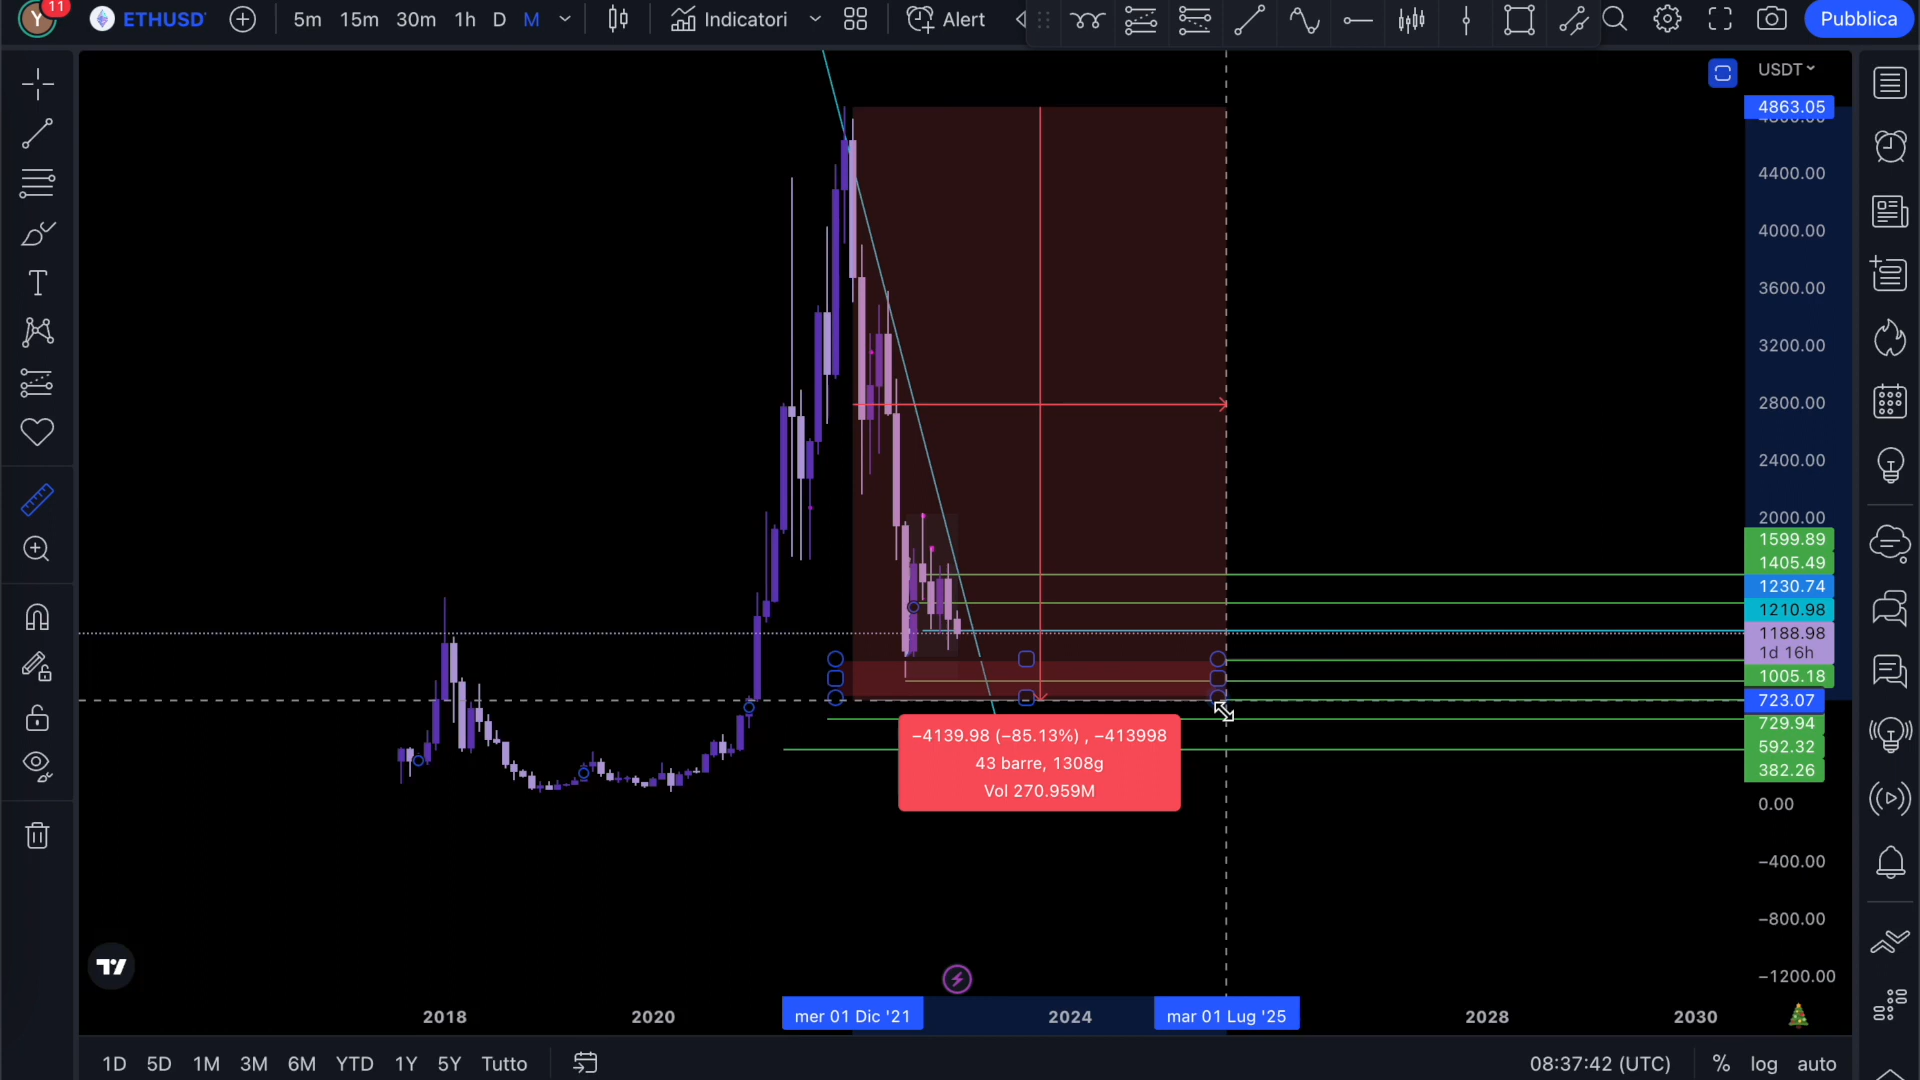 Y
11
ETHUSD
5m
15m
30m
1h
D
M
Indicatori
Alert
Pubblica
USDT
4863.05
4400.00
4000.00
3600.00
3200.00
2800.00
2400.00
2000.00
1599.89
1405.49
1230.74
1210.98
1188.98
1d 16h
1005.18
723.07
729.94
592.32
382.26
0.00
−400.00
−800.00
−1200.00
−4139.98 (−85.13%) , −413998
43 barre, 1308g
Vol 270.959M
2018
2020
mer 01 Dic '21
2024
mar 01 Lug '25
2028
2030
1D
5D
1M
3M
6M
YTD
1Y
5Y
Tutto
08:37:42 (UTC)
%
log
auto